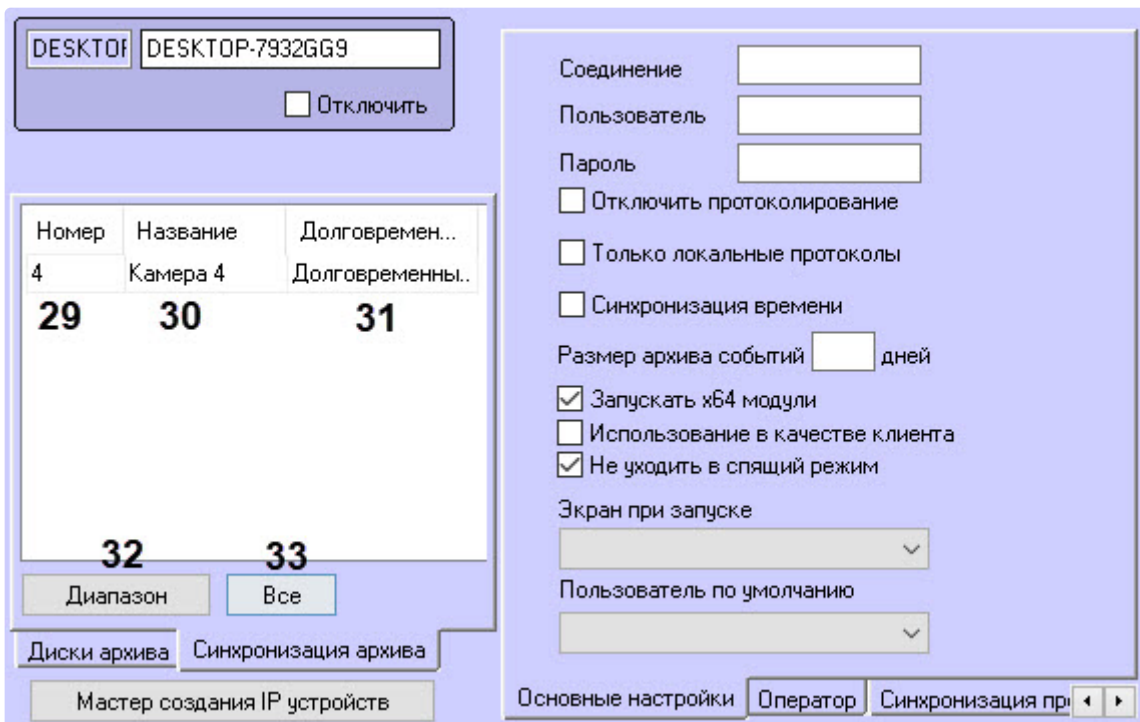 DESKTOP DESKTOP-7932GG9
Отключить
Номер Название Долговремен...
4 Камера 4 Долговременны..
29 30 31
32 33
Диапазон Все
Диски архива Синхронизация архива
Мастер создания IP устройств
Соединение
Пользователь
Пароль
Отключить протоколирование
Только локальные протоколы
Синхронизация времени
Размер архива событий дней
Запускать x64 модули
Использование в качестве клиента
Не уходить в спящий режим
Экран при запуске
Пользователь по умолчанию
Основные настройки Оператор Синхронизация пр